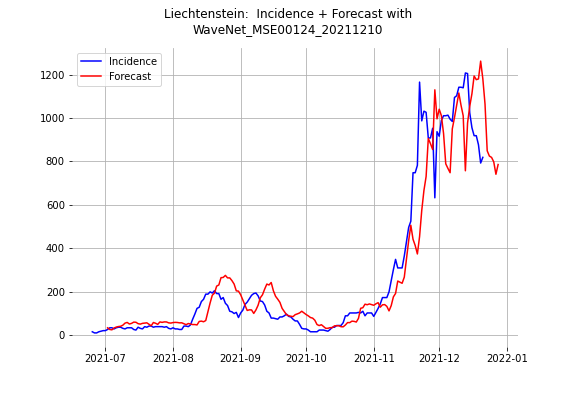 Liechtenstein:  Incidence + Forecast with
WaveNet_MSE00124_20211210
Incidence
Forecast
1200
1000
800
600
400
200
0
2021-07 2021-08 2021-09 2021-10 2021-11 2021-12 2022-01